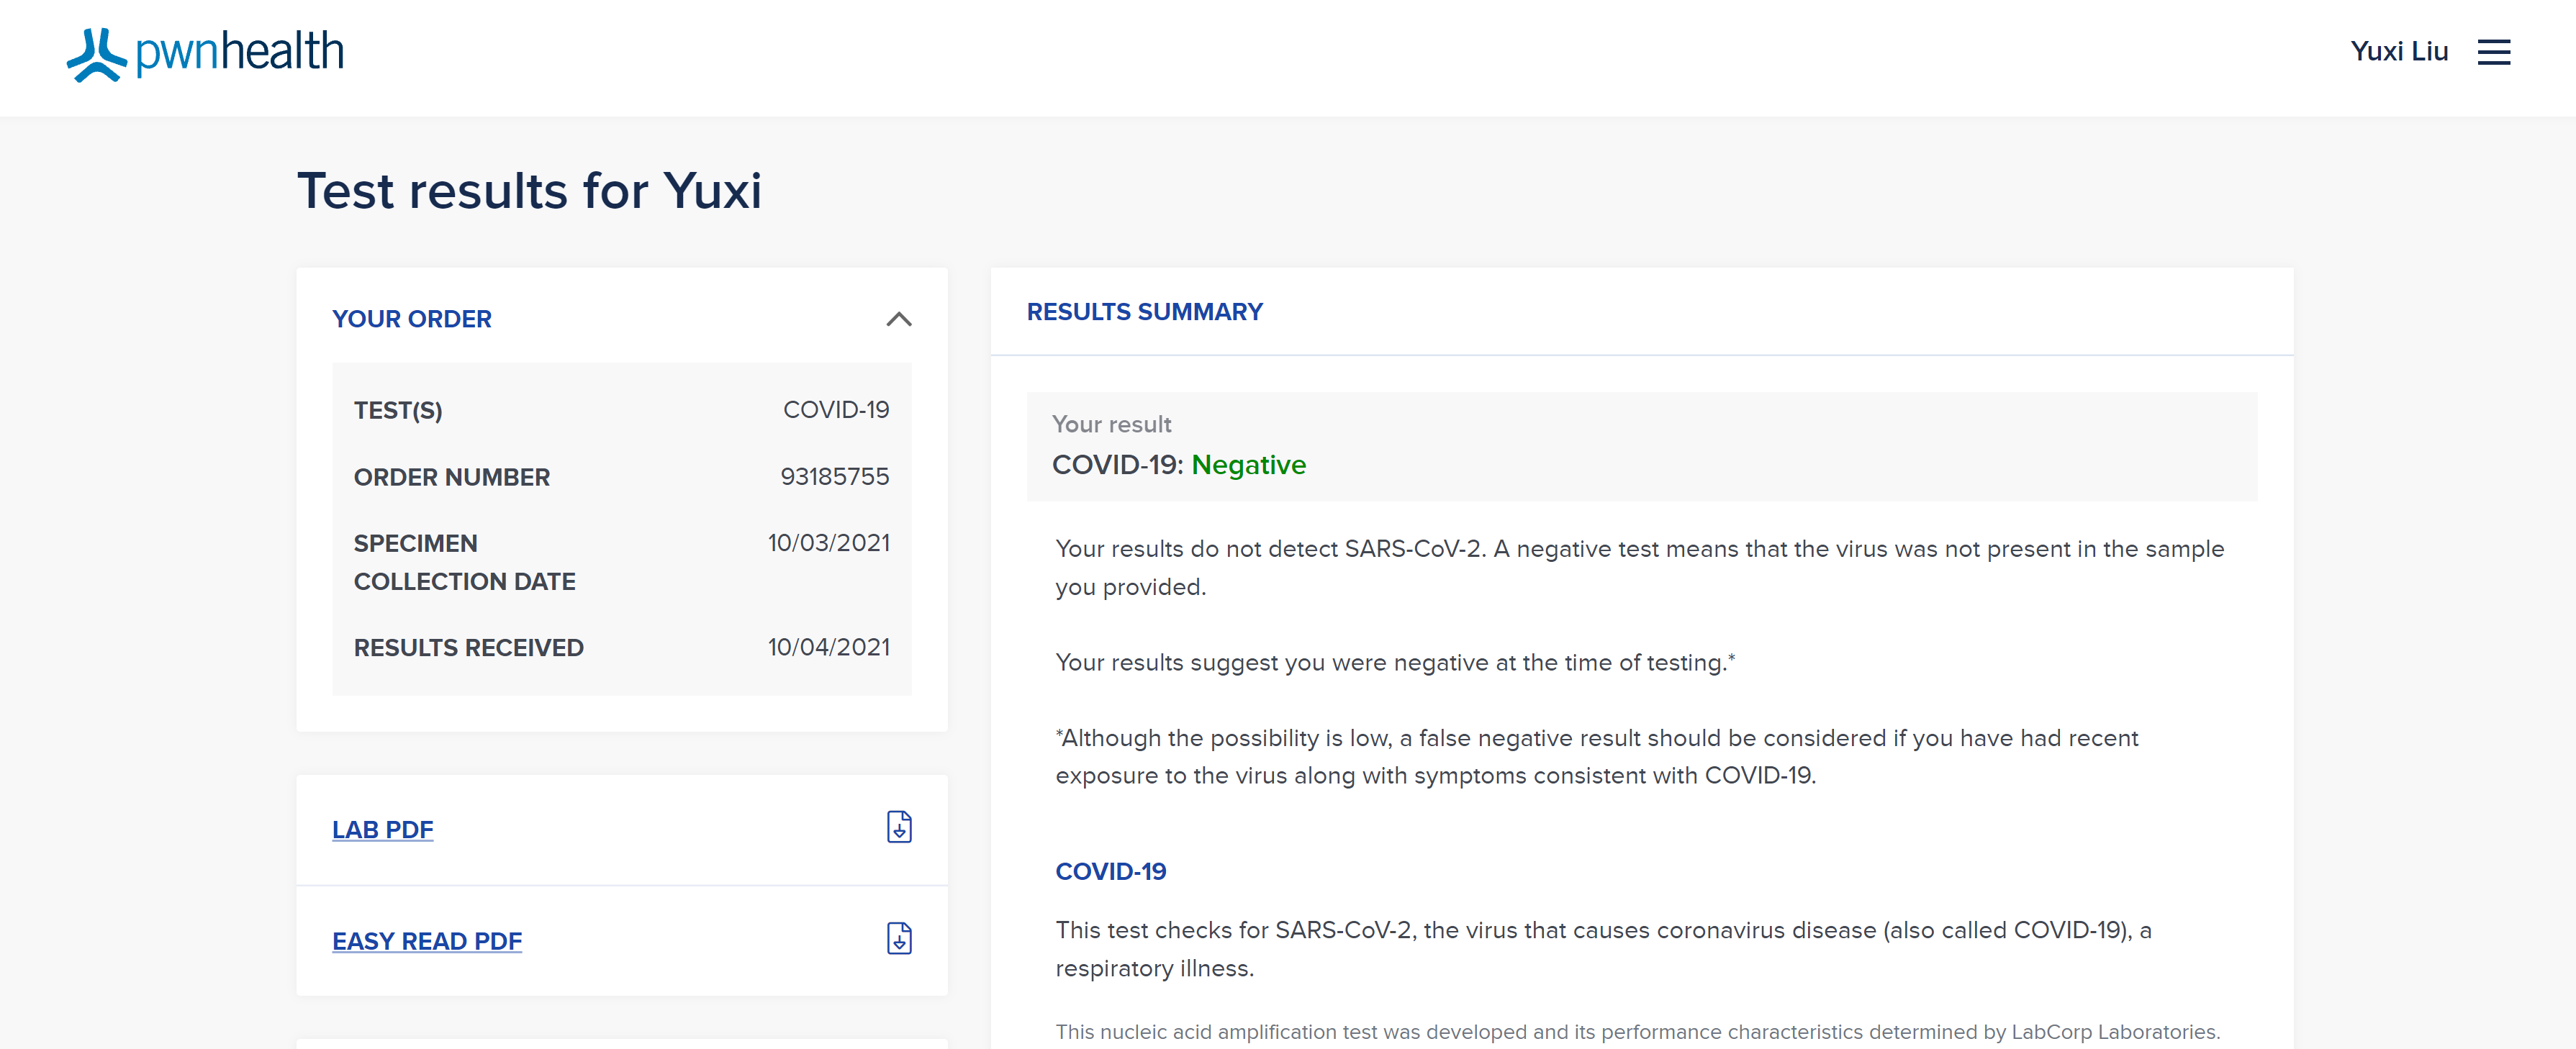 pwnhealth
Yuxi Liu
Test results for Yuxi
YOUR ORDER
TEST(S) COVID-19
ORDER NUMBER 93185755
SPECIMEN 10/03/2021
COLLECTION DATE
RESULTS RECEIVED 10/04/2021
LAB PDF
EASY READ PDF
RESULTS SUMMARY
Your result
COVID-19: Negative
Your results do not detect SARS-CoV-2. A negative test means that the virus was not present in the sample
you provided.
Your results suggest you were negative at the time of testing.*
*Although the possibility is low, a false negative result should be considered if you have had recent
exposure to the virus along with symptoms consistent with COVID-19.
COVID-19
This test checks for SARS-CoV-2, the virus that causes coronavirus disease (also called COVID-19), a
respiratory illness.
This nucleic acid amplification test was developed and its performance characteristics determined by LabCorp Laboratories.